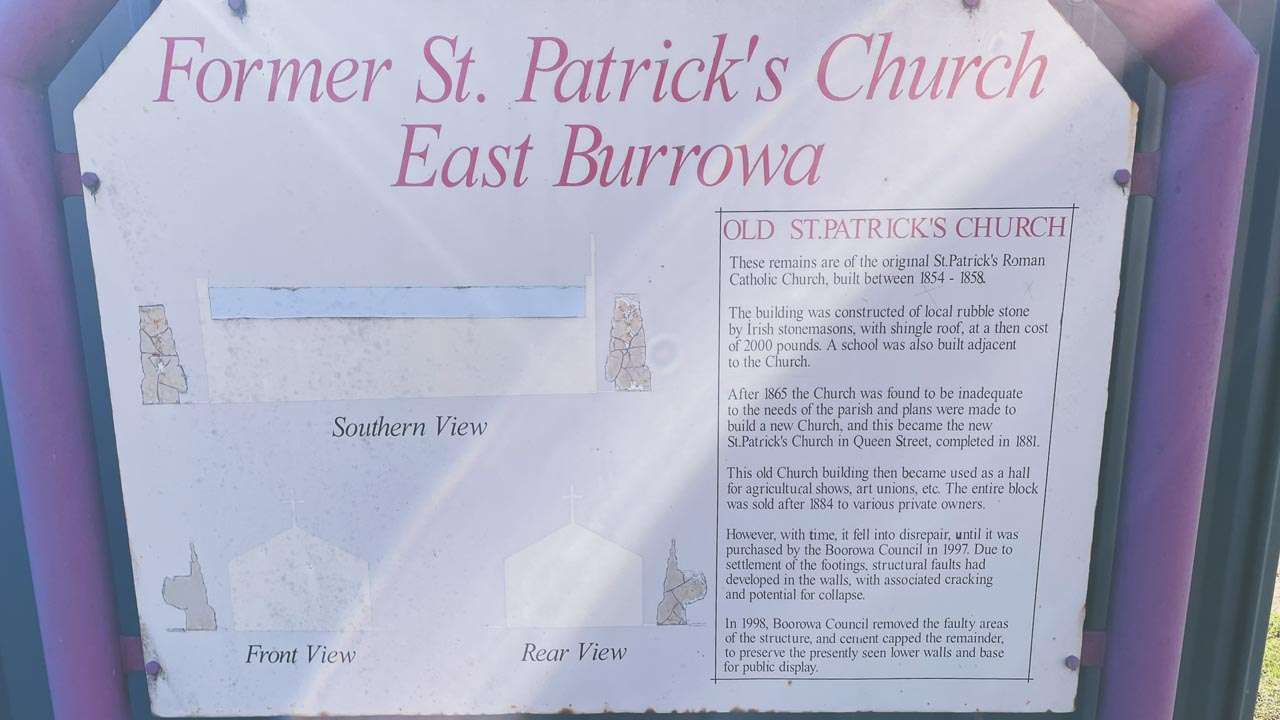 Former St. Patrick's Church
East Burrowa
OLD ST.PATRICK'S CHURCH
These remains are of the original St.Patrick's Roman
Catholic Church, built between 1854 - 1858.
The building was constructed of local rubble stone
by Irish stonemasons, with shingle roof, at a then cost
of 2000 pounds. A school was also built adjacent
to the Church.
After 1865 the Church was found to be inadequate
to the needs of the parish and plans were made to
build a new Church, and this became the new
St.Patrick's Church in Queen Street, completed in 1881.
This old Church building then became used as a hall
for agricultural shows, art unions, etc. The entire block
was sold after 1884 to various private owners.
However, with time, it fell into disrepair, until it was
purchased by the Boorowa Council in 1997. Due to
settlement of the footings, structural faults had
developed in the walls, with associated cracking
and potential for collapse.
In 1998, Boorowa Council removed the faulty areas
of the structure, and cement capped the remainder,
to preserve the presently seen lower walls and base
for public display.
Southern View
Front View
Rear View